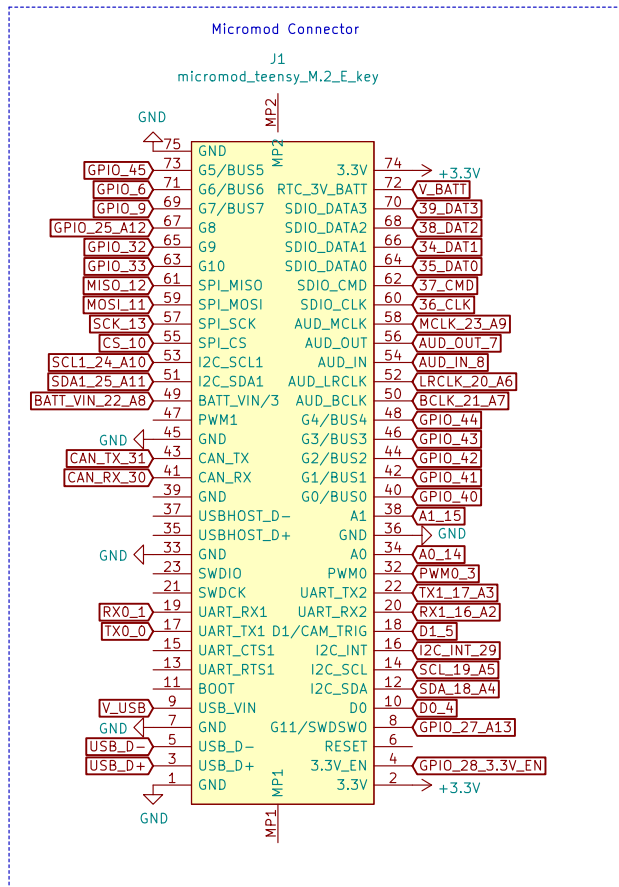 Micromod Connector
J1
micromod_teensy_M.2_E_key
MP2
MP2
GND
75 GND
GPIO_45 73 G5/BUS5 3.3V 74 +3.3V
GPIO_6 71 G6/BUS6 RTC_3V_BATT 72 V_BATT
GPIO_9 69 G7/BUS7 SDIO_DATA3 70 39_DAT3
GPIO_25_A12 67 G8 SDIO_DATA2 68 38_DAT2
GPIO_32 65 G9 SDIO_DATA1 66 34_DAT1
GPIO_33 63 G10 SDIO_DATA0 64 35_DAT0
MISO_12 61 SPI_MISO SDIO_CMD 62 37_CMD
MOSI_11 59 SPI_MOSI SDIO_CLK 60 36_CLK
SCK_13 57 SPI_SCK AUD_MCLK 58 MCLK_23_A9
CS_10 55 SPI_CS AUD_OUT 56 AUD_OUT_7
SCL1_24_A10 53 I2C_SCL1 AUD_IN 54 AUD_IN_8
SDA1_25_A11 51 I2C_SDA1 AUD_LRCLK 52 LRCLK_20_A6
BATT_VIN_22_A8 49 BATT_VIN/3 AUD_BCLK 50 BCLK_21_A7
47 PWM1 G4/BUS4 48 GPIO_44
GND 45 GND G3/BUS3 46 GPIO_43
CAN_TX_31 43 CAN_TX G2/BUS2 44 GPIO_42
CAN_RX_30 41 CAN_RX G1/BUS1 42 GPIO_41
39 GND G0/BUS0 40 GPIO_40
37 USBHOST_D- A1 38 A1_15
35 USBHOST_D+ GND 36 GND
GND 33 GND A0 34 A0_14
23 SWDIO PWM0 32 PWM0_3
21 SWDCK UART_TX2 22 TX1_17_A3
RX0_1 19 UART_RX1 UART_RX2 20 RX1_16_A2
TX0_0 17 UART_TX1 D1/CAM_TRIG 18 D1_5
15 UART_CTS1 I2C_INT 16 I2C_INT_29
13 UART_RTS1 I2C_SCL 14 SCL_19_A5
11 BOOT I2C_SDA 12 SDA_18_A4
V_USB 9 USB_VIN D0 10 D0_4
GND 7 GND G11/SWDSWO 8 GPIO_27_A13
USB_D- 5 USB_D- RESET 6
USB_D+ 3 USB_D+ 3.3V_EN 4 GPIO_28_3.3V_EN
1 GND 3.3V 2 +3.3V
GND
MP1
MP1